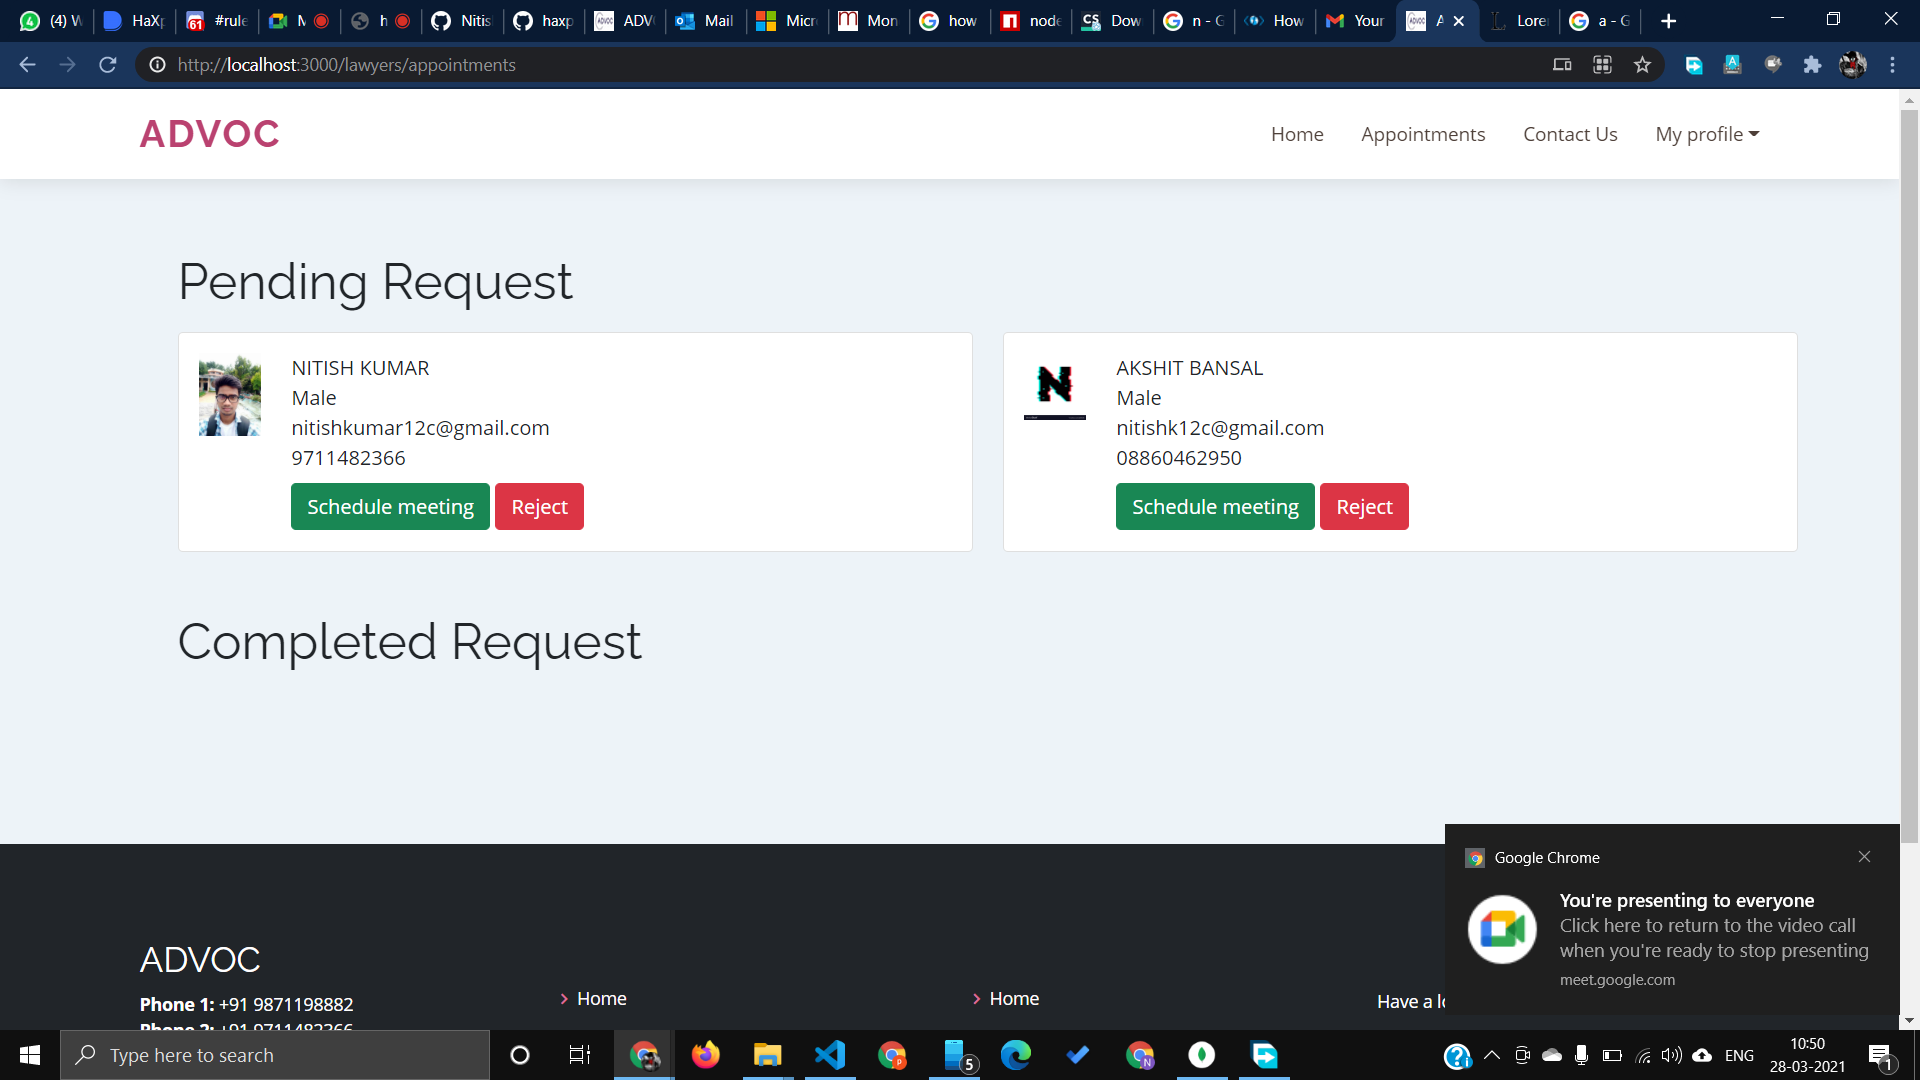 (4) W
HaXp
#rule
M
h
Nitis
haxp
ADV
Mail
Micr
Mon
how
node
Dow
n - G
How
Your
A
Lore
a - G
http://localhost:3000/lawyers/appointments
ADVOC
Home
Appointments
Contact Us
My profile
Pending Request
NITISH KUMAR
Male
nitishkumar12c@gmail.com
9711482366
Schedule meeting
Reject
AKSHIT BANSAL
Male
nitishk12c@gmail.com
08860462950
Schedule meeting
Reject
Completed Request
ADVOC
Phone 1: +91 9871198882
Phone 2: +91 9711482366
Home
Home
Have a lo
Google Chrome
You're presenting to everyone
Click here to return to the video call
when you're ready to stop presenting
meet.google.com
Type here to search
5
ENG
10:50
28-03-2021
1